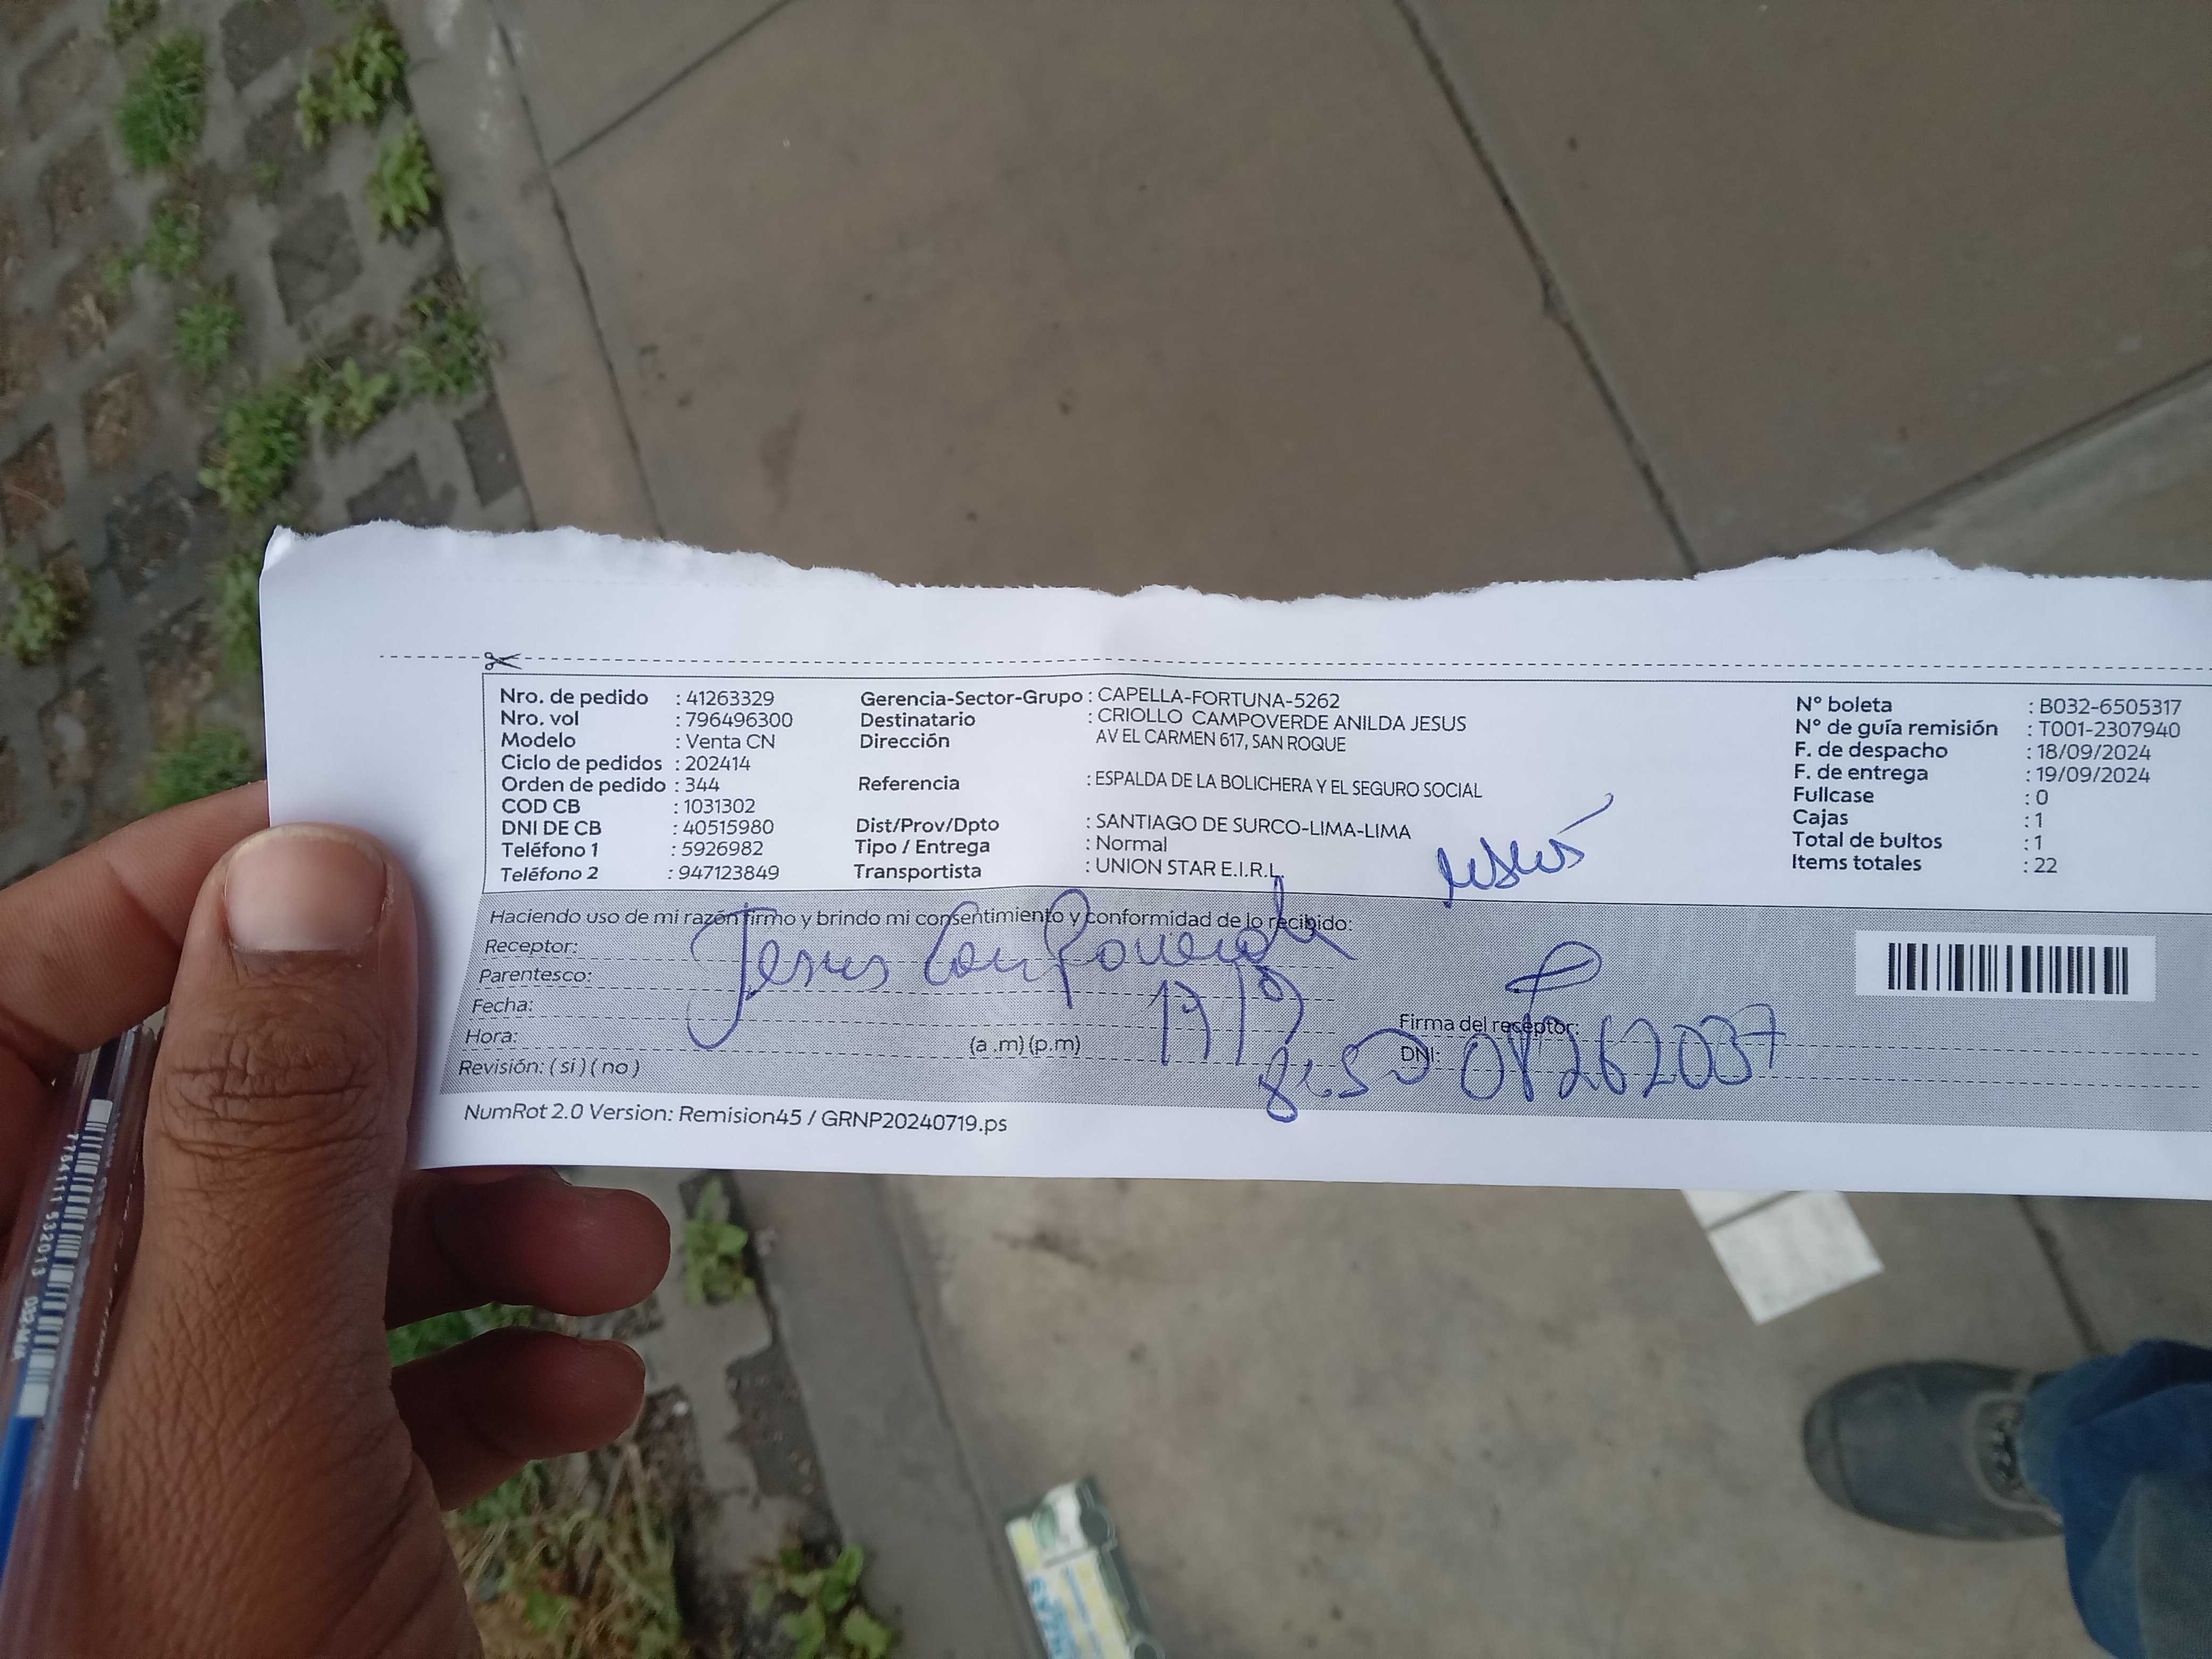 Nro. de pedido : 41263329 Gerencia-Sector-Grupo : CAPELLA-FORTUNA-5262 N° boleta : B032-6505317
Nro. vol : 796496300 Destinatario : CRIOLLO CAMPOVERDE ANILDA JESUS N° de guía remisión : T001-2307940
Modelo : Venta CN Dirección AV EL CARMEN 617, SAN ROQUE F. de despacho : 18/09/2024
Ciclo de pedidos : 202414 F. de entrega : 19/09/2024
Orden de pedido : 344 Referencia : ESPALDA DE LA BOLICHERA Y EL SEGURO SOCIAL Fullcase : 0
COD CB : 1031302 Cajas : 1
DNI DE CB : 40515980 Dist/Prov/Dpto : SANTIAGO DE SURCO-LIMA-LIMA Total de bultos : 1
Teléfono 1 : 5926982 Tipo / Entrega : Normal Items totales : 22
Teléfono 2 : 947123849 Transportista : UNION STAR E.I.R.L.
Haciendo uso de mi razón firmo y brindo mi consentimiento y conformidad de lo recibido:
Receptor: Jesus
Parentesco:
Fecha: 19/9
Hora: (a .m) (p.m) Firma del receptor:
DNI: 08262037
Revisión: ( si ) ( no )
NumRot 2.0 Version: Remision45 / GRNP20240719.ps